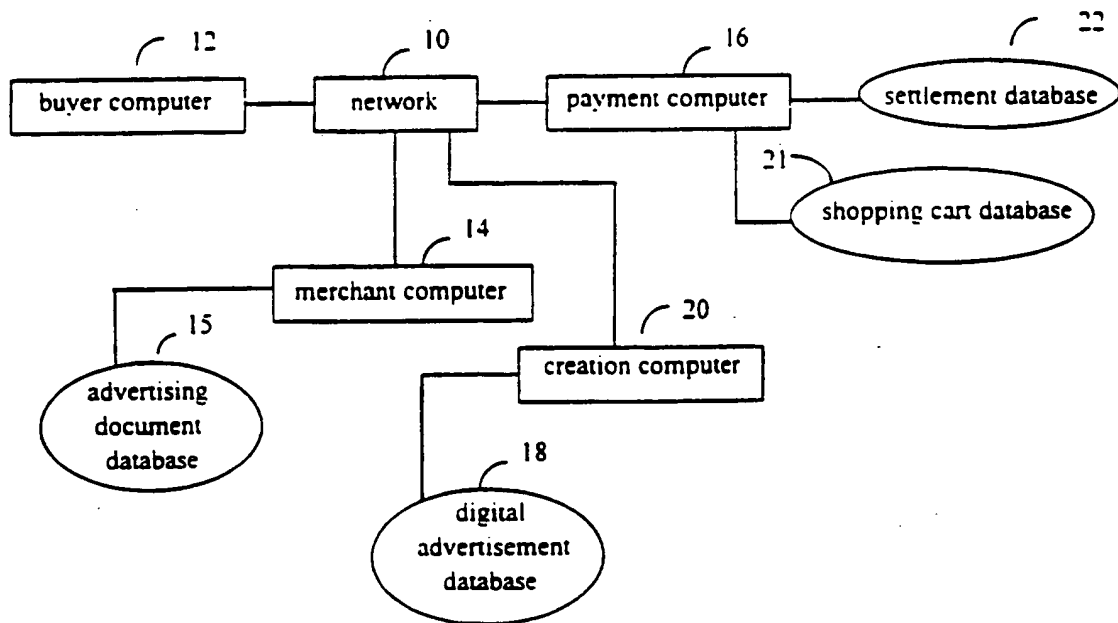 12
10
16
22
buyer computer
network
payment computer
settlement database
21
shopping cart database
14
merchant computer
15
20
creation computer
advertising
document
database
18
digital
advertisement
database